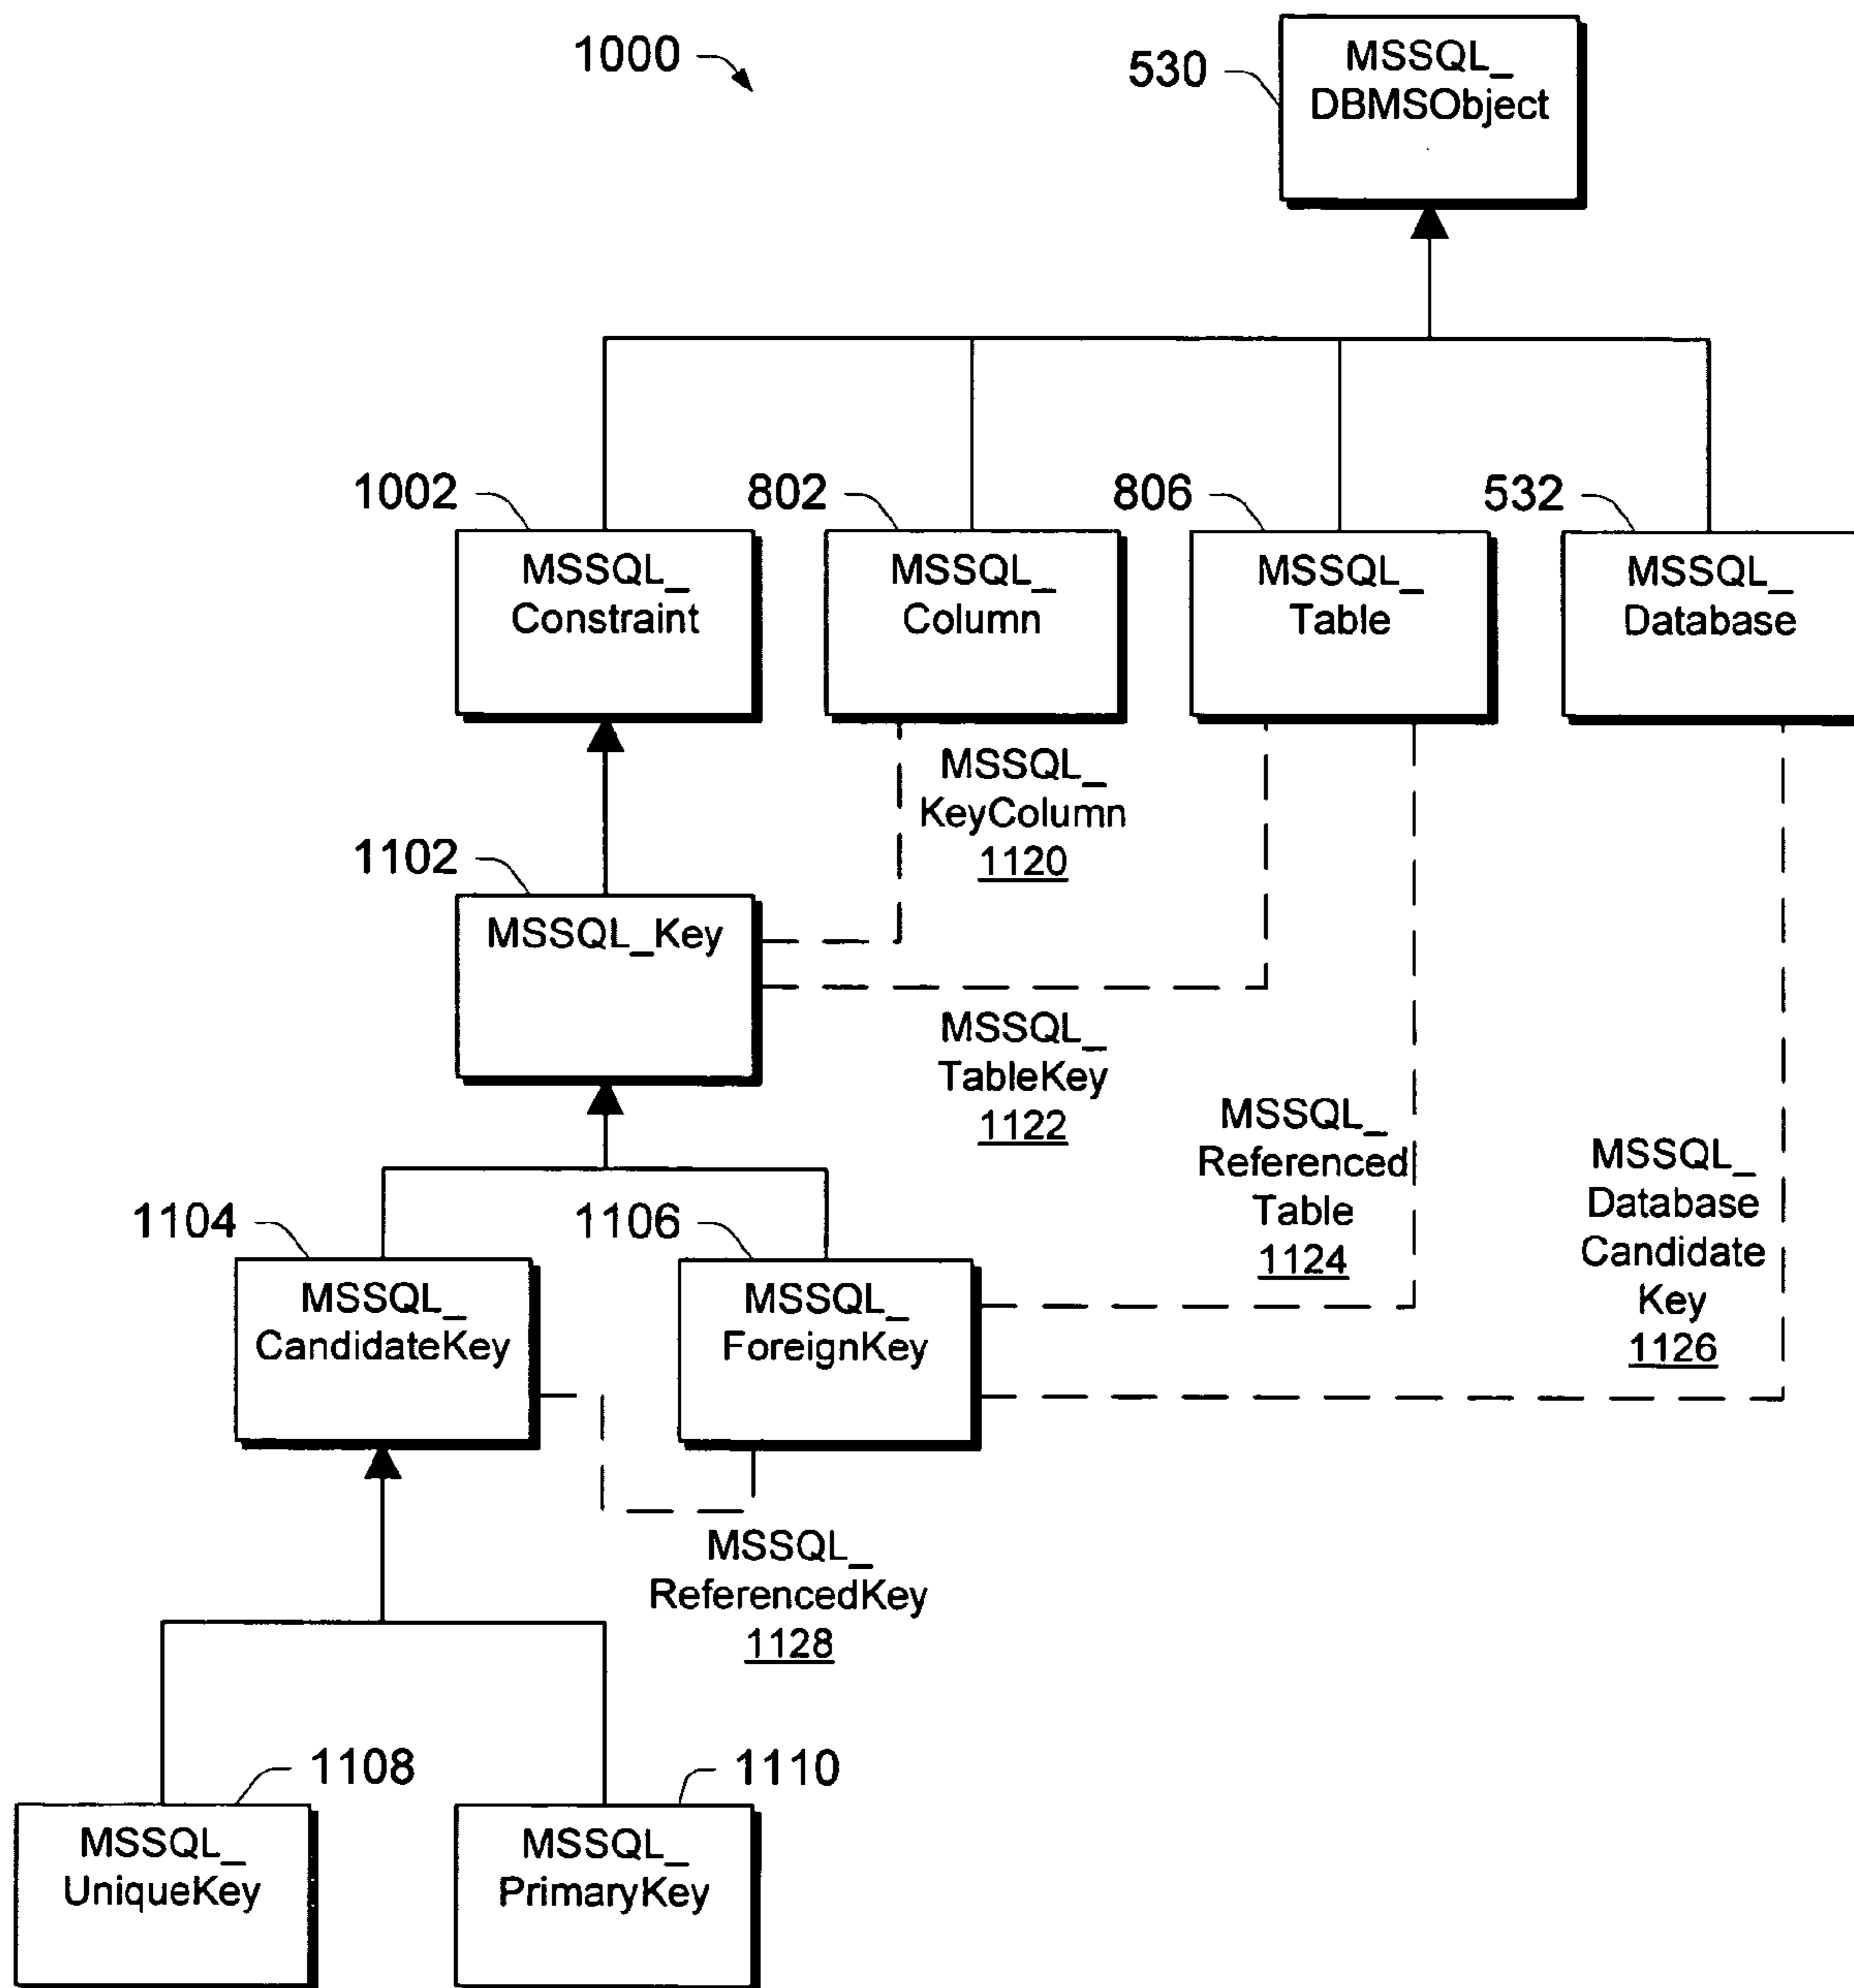 1000
530
MSSQL_
DBMSObject
1002
802
806
532
MSSQL_
Constraint
MSSQL_
Column
MSSQL_
Table
MSSQL_
Database
MSSQL_
KeyColumn
1120
1102
MSSQL_Key
MSSQL_
TableKey
1122
MSSQL_
Referenced
Table
1124
MSSQL_
Database
Candidate
Key
1126
1104
1106
MSSQL_
CandidateKey
MSSQL_
ForeignKey
MSSQL_
ReferencedKey
1128
1108
1110
MSSQL_
UniqueKey
MSSQL_
PrimaryKey